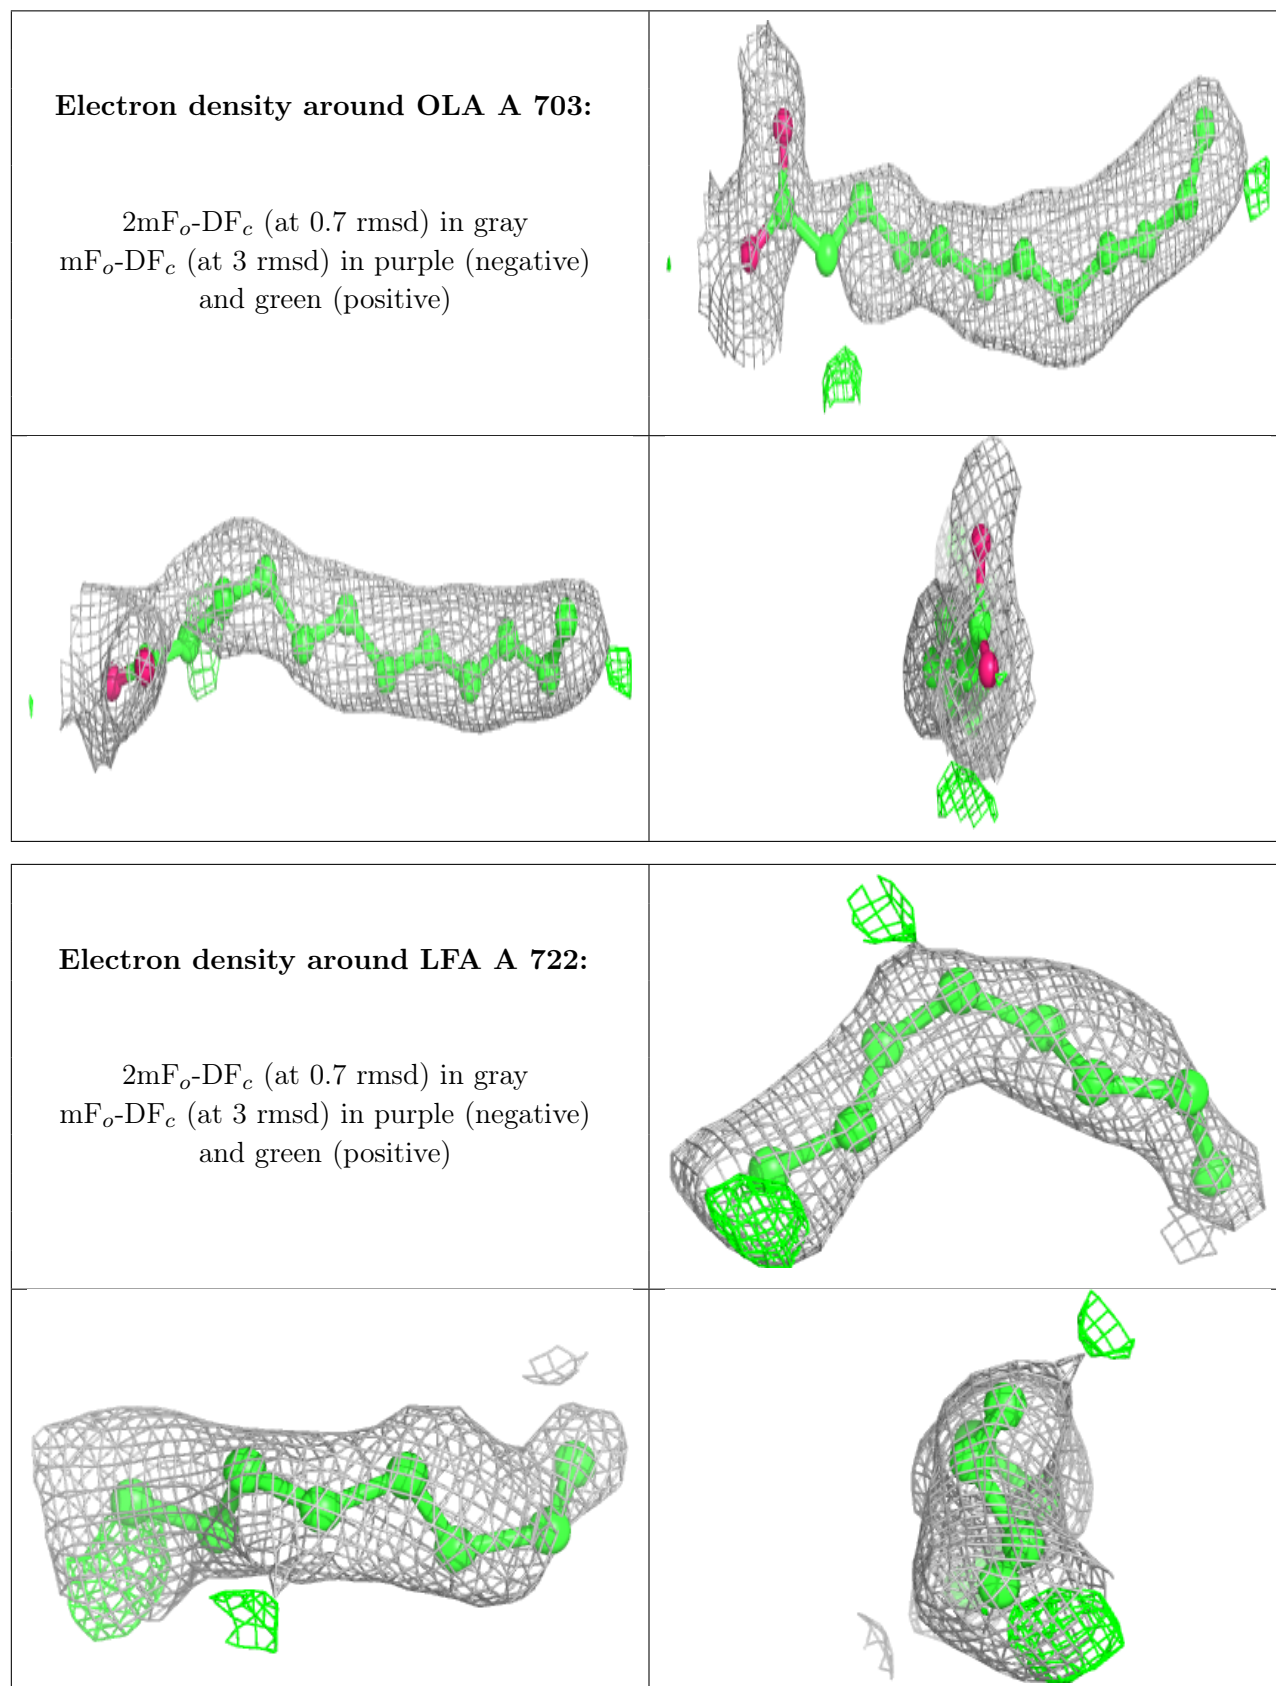 Electron density around OLA A 703:
2mFo-DFc (at 0.7 rmsd) in gray
mFo-DFc (at 3 rmsd) in purple (negative)
and green (positive)
Electron density around LFA A 722:
2mFo-DFc (at 0.7 rmsd) in gray
mFo-DFc (at 3 rmsd) in purple (negative)
and green (positive)